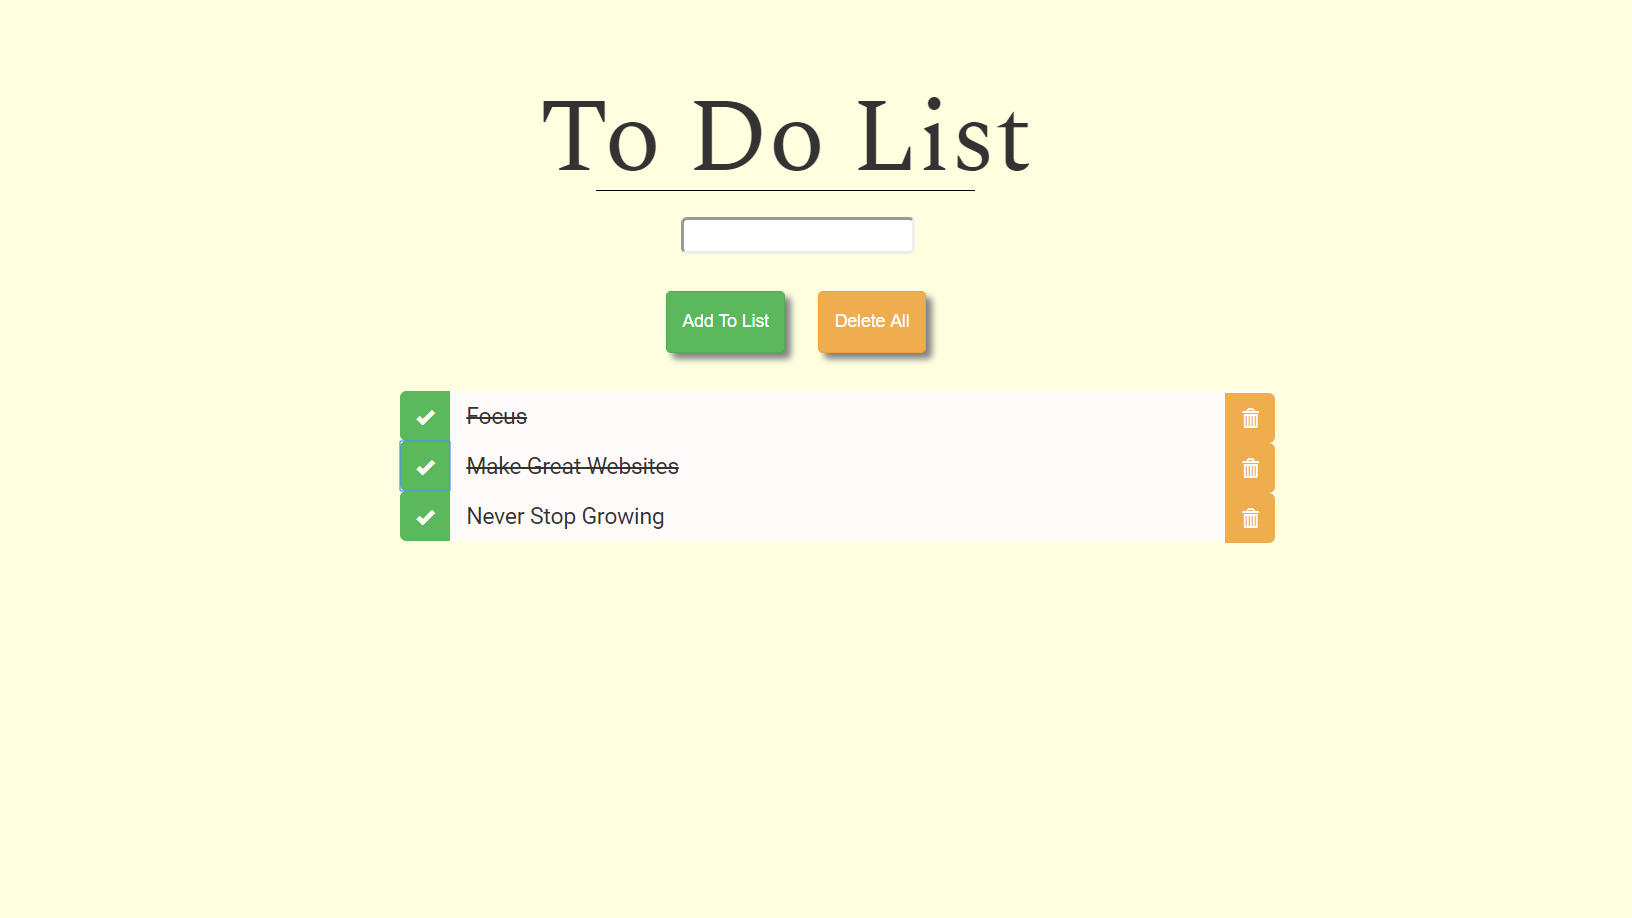 To Do List
Add To List Delete All
Focus
Make Great Websites
Never Stop Growing